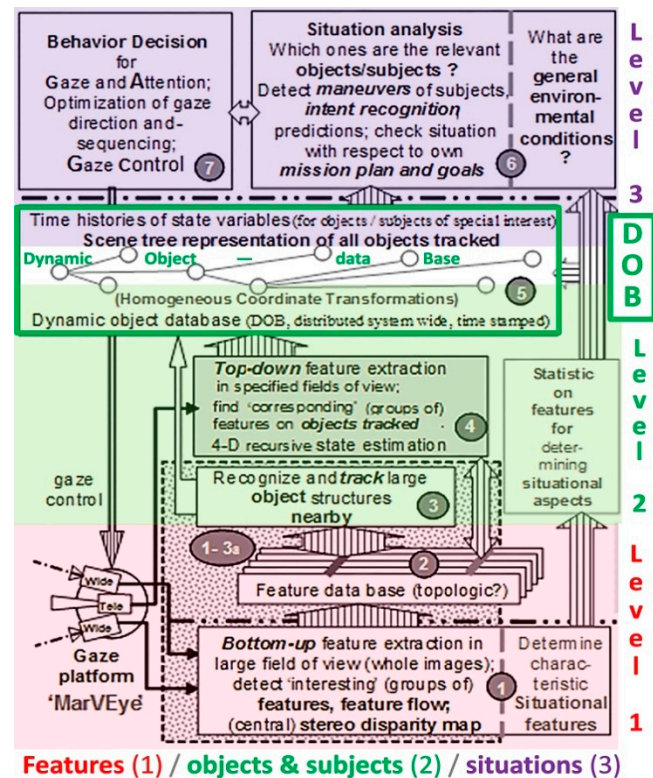 Behavior Decision
for
Gaze and Attention;
Optimization of gaze
direction and-
sequencing;
Gaze Control
7
Situation analysis
Which ones are the relevant
objects/subjects ?
Detect maneuvers of subjects,
intent recognition,
predictions; check situation
with respect to own
mission plan and goals
6
What are
the
general
environ-
mental
conditions
?
Level 3
Time histories of state variables (for objects / subjects of special interest)
Scene tree representation of all objects tracked
Dynamic Object — data Base
(Homogeneous Coordinate Transformations)
5
Dynamic object database (DOB, distributed system wide, time stamped)
DOB
Top-down feature extraction
in specified fields of view;
find ‘corresponding’ (groups of)
features on objects tracked .
4-D recursive state estimation
4
Statistic
on
features
for
deter-
mining
situational
aspects
Level 2
gaze
control
Recognize and track large
object structures
nearby
3
1- 3a
2
Feature data base (topologic?)
Wide
Tele
Wide
Gaze
platform
‘MarVEye’
Bottom-up feature extraction in
large field of view (whole images);
detect ‘interesting’ (groups of)
features, feature flow;
(central) stereo disparity map
1
Determine
charac-
teristic
Situational
features
Level 1
Features (1) / objects & subjects (2) / situations (3)